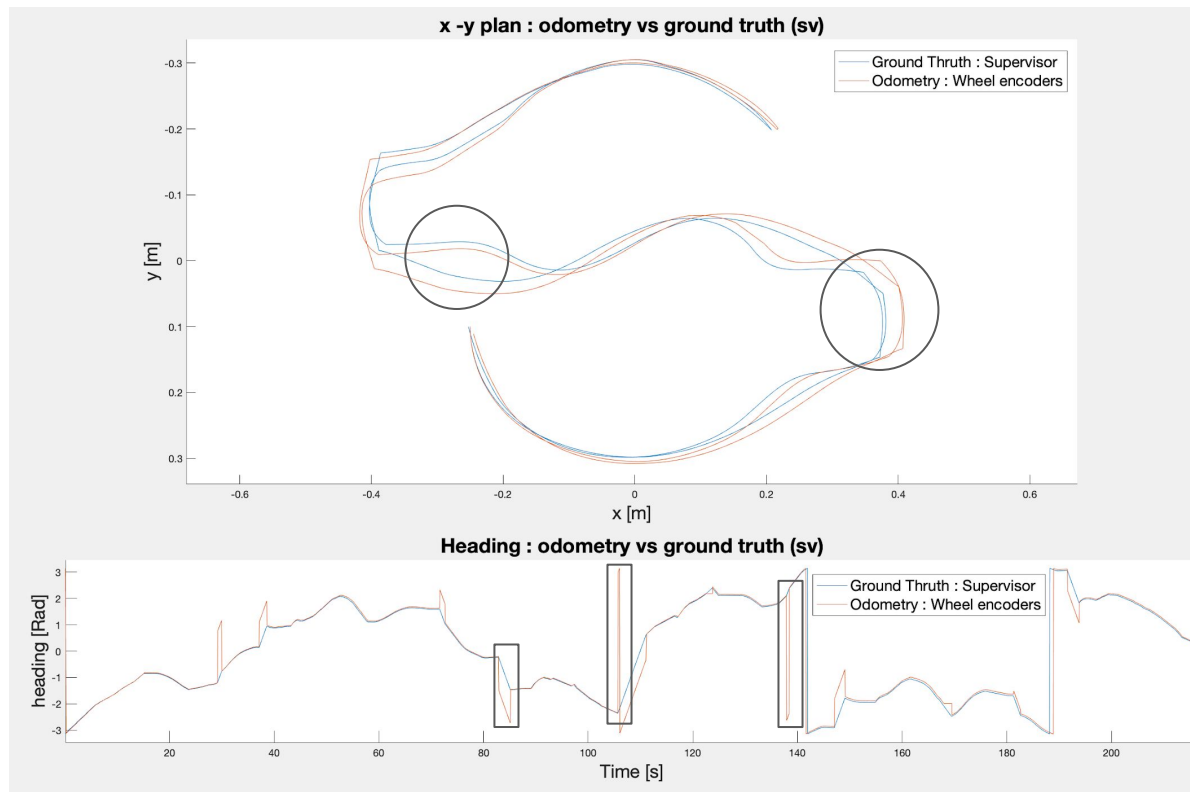 x -y plan : odometry vs ground truth (sv)
Ground Thruth : Supervisor
Odometry : Wheel encoders
-0.3
-0.2
-0.1
0
0.1
0.2
0.3
y [m]
-0.6 -0.4 -0.2 0 0.2 0.4 0.6
x [m]
Heading : odometry vs ground truth (sv)
Ground Thruth : Supervisor
Odometry : Wheel encoders
3
2
1
0
-1
-2
-3
heading [Rad]
20 40 60 80 100 120 140 160 180 200
Time [s]